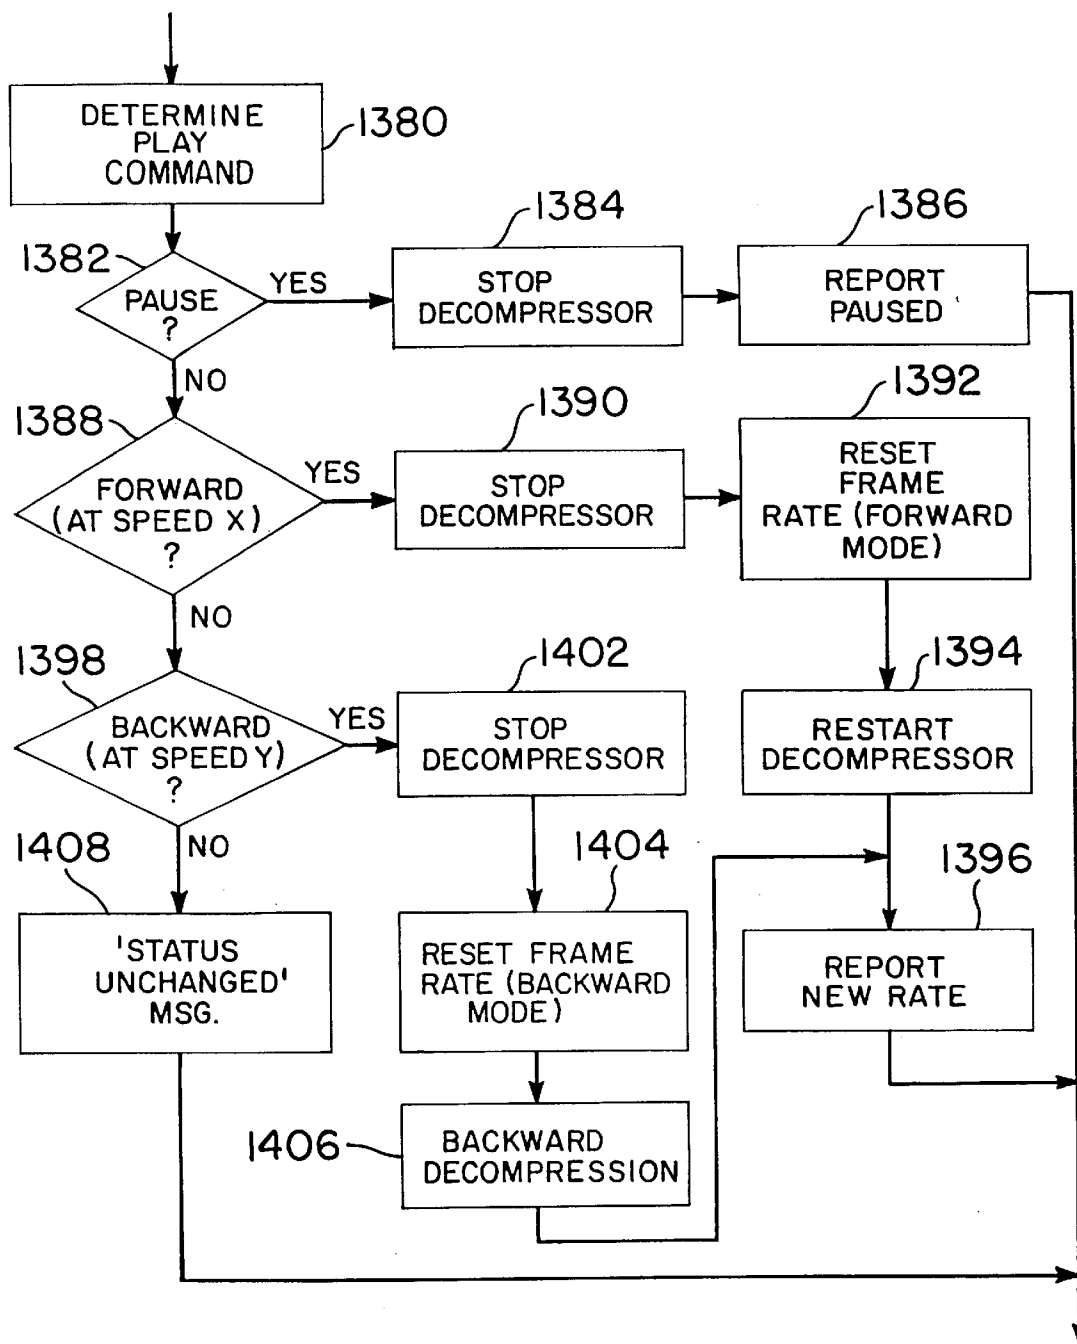 DETERMINE
PLAY
COMMAND
1380
1382
PAUSE
?
YES
NO
1384
STOP
DECOMPRESSOR
1386
REPORT
PAUSED
1388
FORWARD
(AT SPEED X)
?
YES
NO
1390
STOP
DECOMPRESSOR
1392
RESET
FRAME
RATE (FORWARD
MODE)
1394
RESTART
DECOMPRESSOR
1398
BACKWARD
(AT SPEED Y)
?
YES
NO
1402
STOP
DECOMPRESSOR
1404
RESET FRAME
RATE (BACKWARD
MODE)
1396
REPORT
NEW RATE
1408
'STATUS
UNCHANGED'
MSG.
1406
BACKWARD
DECOMPRESSION